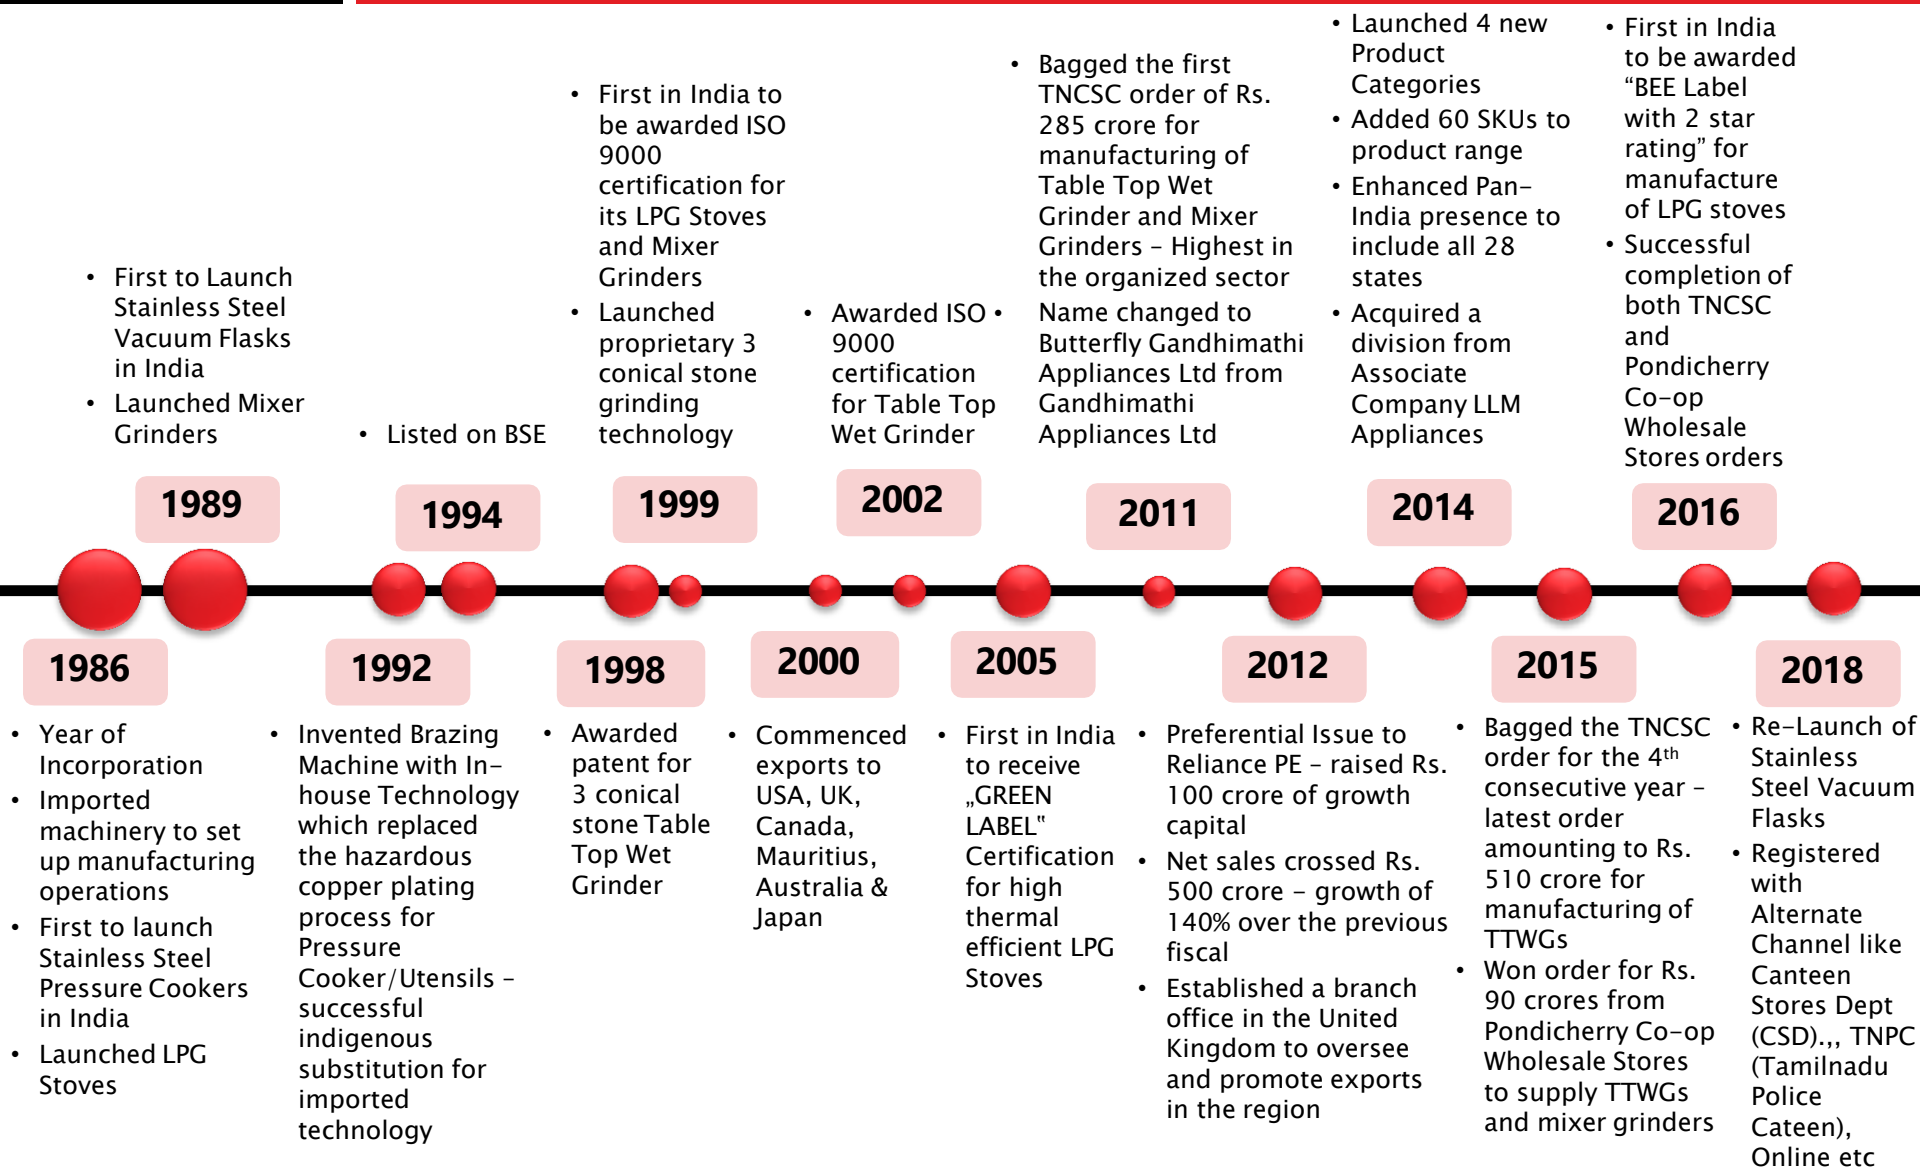 • First to Launch
Stainless Steel
Vacuum Flasks
in India
• Launched Mixer
Grinders
1989
• Listed on BSE
1994
• First in India to
be awarded ISO
9000
certification for
its LPG Stoves
and Mixer
Grinders
• Launched
proprietary 3
conical stone
grinding
technology
1999
• Awarded ISO
9000
certification
for Table Top
Wet Grinder
2002
• Bagged the first
TNCSC order of Rs.
285 crore for
manufacturing of
Table Top Wet
Grinder and Mixer
Grinders – Highest in
the organized sector
• Name changed to
Butterfly Gandhimathi
Appliances Ltd from
Gandhimathi
Appliances Ltd
2011
• Launched 4 new
Product
Categories
• Added 60 SKUs to
product range
• Enhanced Pan-
India presence to
include all 28
states
• Acquired a
division from
Associate
Company LLM
Appliances
2014
• First in India
to be awarded
“BEE Label
with 2 star
rating” for
manufacture
of LPG stoves
• Successful
completion of
both TNCSC
and
Pondicherry
Co-op
Wholesale
Stores orders
2016
1986
• Year of
Incorporation
• Imported
machinery to set
up manufacturing
operations
• First to launch
Stainless Steel
Pressure Cookers
in India
• Launched LPG
Stoves
1992
• Invented Brazing
Machine with In-
house Technology
which replaced
the hazardous
copper plating
process for
Pressure
Cooker/Utensils –
successful
indigenous
substitution for
imported
technology
1998
• Awarded
patent for
3 conical
stone Table
Top Wet
Grinder
2000
• Commenced
exports to
USA, UK,
Canada,
Mauritius,
Australia &
Japan
2005
• First in India
to receive
„GREEN
LABEL‟
Certification
for high
thermal
efficient LPG
Stoves
2012
• Preferential Issue to
Reliance PE – raised Rs.
100 crore of growth
capital
• Net sales crossed Rs.
500 crore – growth of
140% over the previous
fiscal
• Established a branch
office in the United
Kingdom to oversee
and promote exports
in the region
2015
• Bagged the TNCSC
order for the 4th
consecutive year –
latest order
amounting to Rs.
510 crore for
manufacturing of
TTWGs
• Won order for Rs.
90 crores from
Pondicherry Co-op
Wholesale Stores
to supply TTWGs
and mixer grinders
2018
• Re-Launch of
Stainless
Steel Vacuum
Flasks
• Registered
with
Alternate
Channel like
Canteen
Stores Dept
(CSD).,, TNPC
(Tamilnadu
Police
Cateen),
Online etc